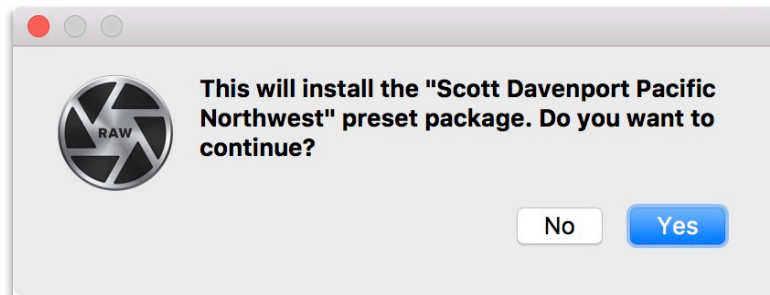 RAW
This will install the "Scott Davenport Pacific
Northwest" preset package. Do you want to
continue?
No
Yes